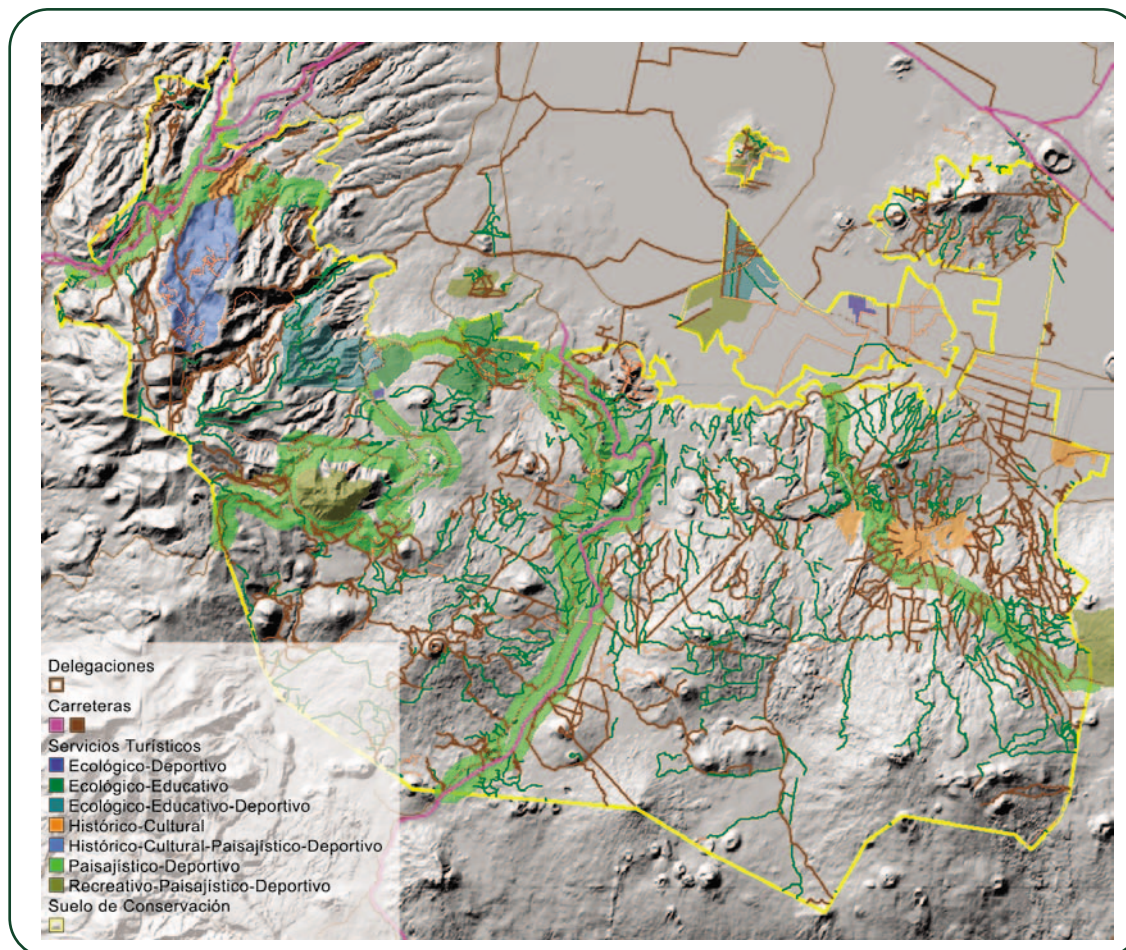 Delegaciones
Carreteras
Servicios Turísticos
Ecológico-Deportivo
Ecológico-Educativo
Ecológico-Educativo-Deportivo
Histórico-Cultural
Histórico-Cultural-Paisajístico-Deportivo
Paisajístico-Deportivo
Recreativo-Paisajístico-Deportivo
Suelo de Conservación